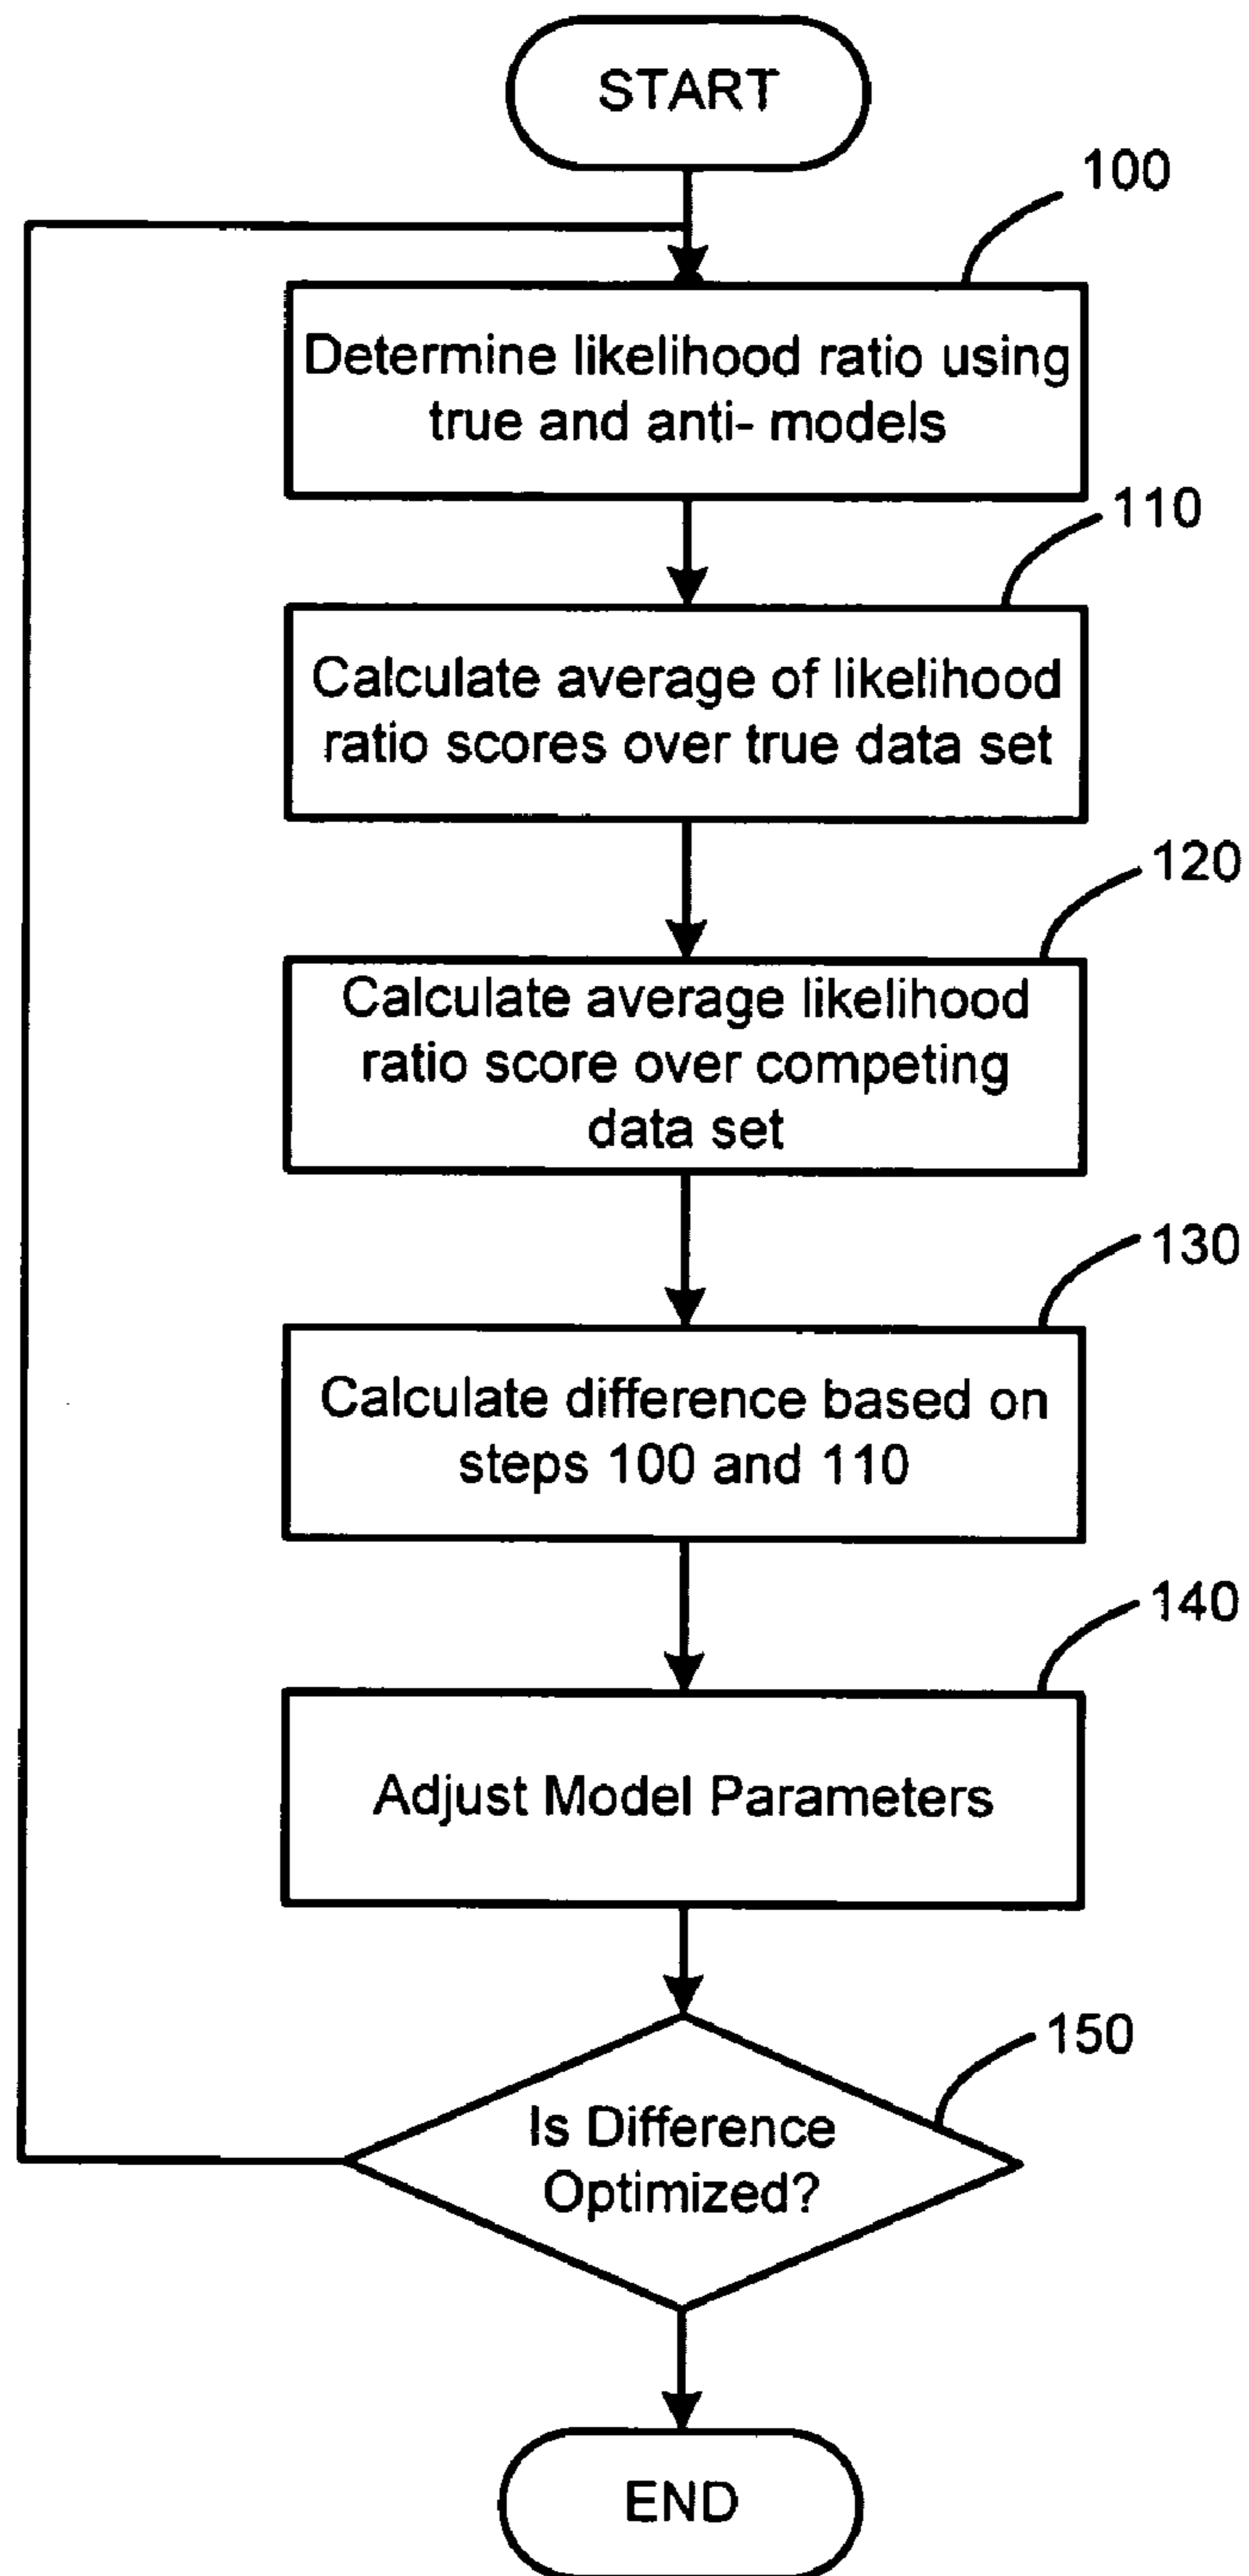 START
100
Determine likelihood ratio using
true and anti- models
110
Calculate average of likelihood
ratio scores over true data set
120
Calculate average likelihood
ratio score over competing
data set
130
Calculate difference based on
steps 100 and 110
140
Adjust Model Parameters
150
Is Difference
Optimized?
END